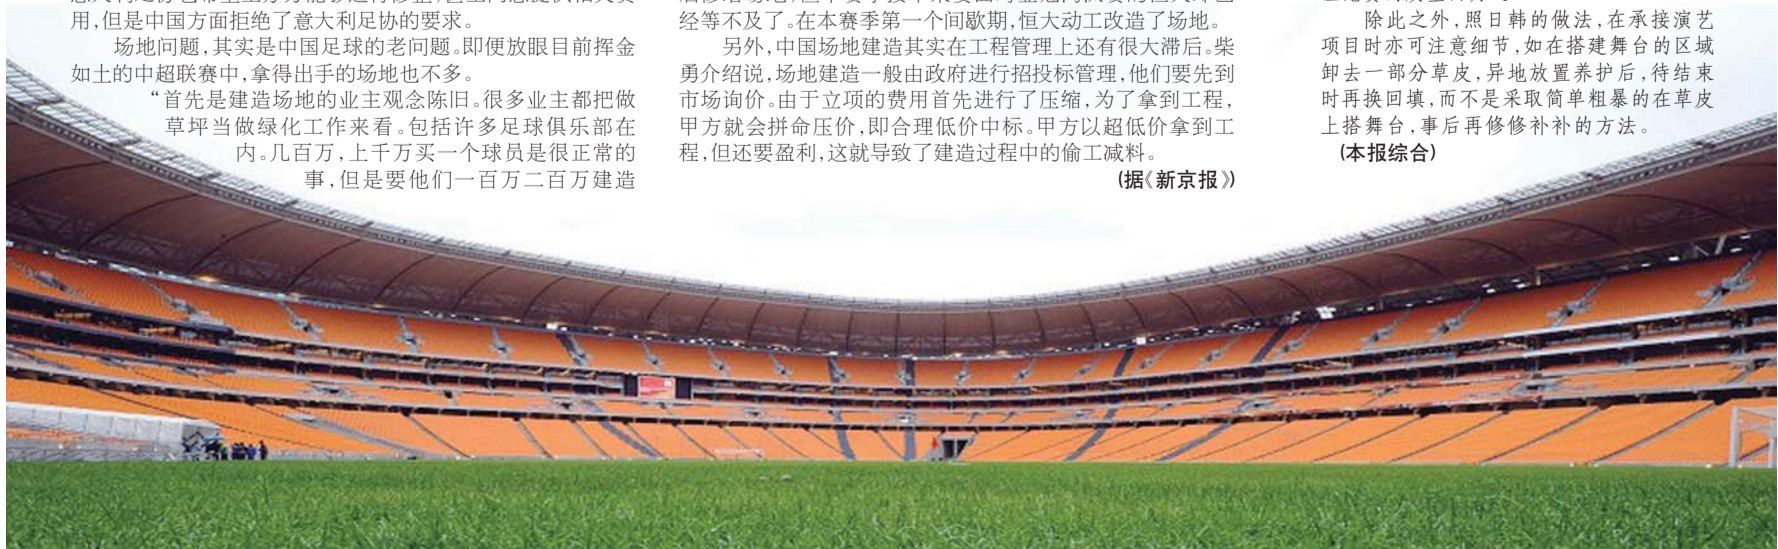 用,但是中国方面拒绝了意大利足协的要求。
场地问题,其实是中国足球的老问题。即便放眼目前挥金
如土的中超联赛中,拿得出手的场地也不多。
“首先是建造场地的业主观念陈旧。很多业主都把做
草坪当做绿化工作来看。包括许多足球俱乐部在
内。几百万,上千万买一个球员是很正常的
事,但是要他们一百万二百万建造
经等不及了。在本赛季第一个间歇期,恒大动工改造了场地。
另外,中国场地建造其实在工程管理上还有很大滞后。柴
勇介绍说,场地建造一般由政府进行招投标管理,他们要先到
市场询价。由于立项的费用首先进行了压缩,为了拿到工程,
甲方就会拼命压价,即合理低价中标。甲方以超低价拿到工
程,但还要盈利,这就导致了建造过程中的偷工减料。
(据《新京报》)
除此之外,照日韩的做法,在承接演艺
项目时亦可注意细节,如在搭建舞台的区域
卸去一部分草皮,异地放置养护后,待结束
时再换回填,而不是采取简单粗暴的在草皮
上搭舞台,事后再修修补补的方法。
(本报综合)